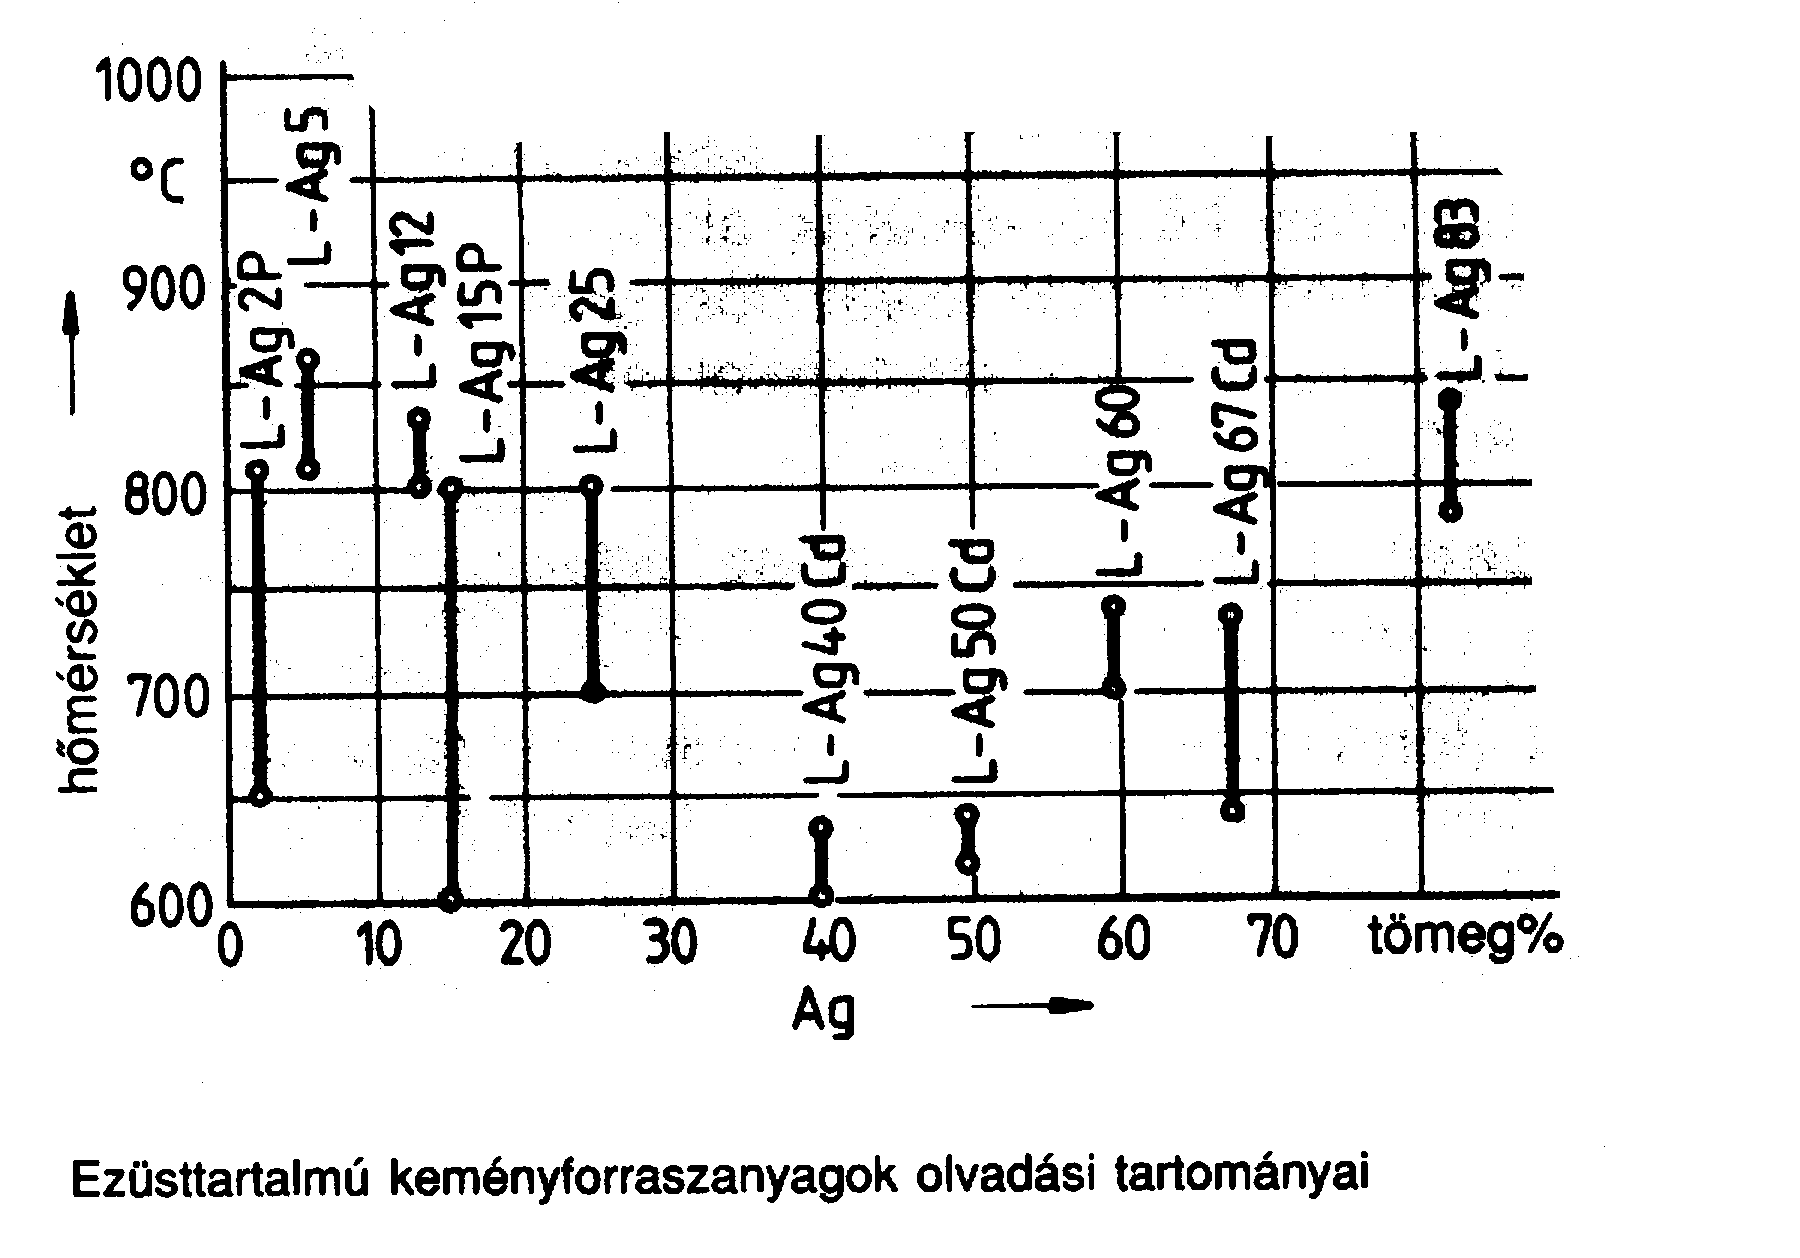 1000
°C
900
800
700
600
hőmérséklet
L-Ag 2P
L-Ag 5
L-Ag 12
L-Ag 15P
L-Ag 25
L-Ag 40 Cd
L-Ag 50 Cd
L-Ag 60
L-Ag 67 Cd
L-Ag 83
0 10 20 30 40 50 60 70 tömeg%
Ag
Ezüsttartalmú keményforraszanyagok olvadási tartományai